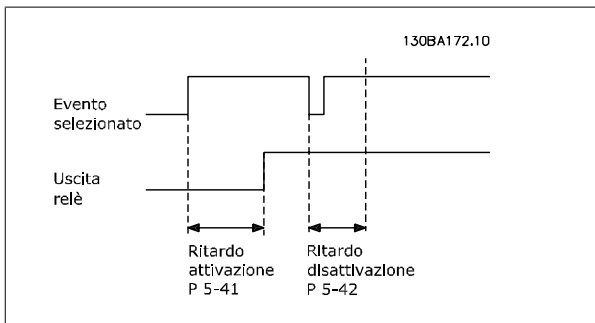 130BA172.10
Evento
selezionato
Uscita
relè
Ritardo
attivazione
P 5-41
Ritardo
disattivazione
P 5-42